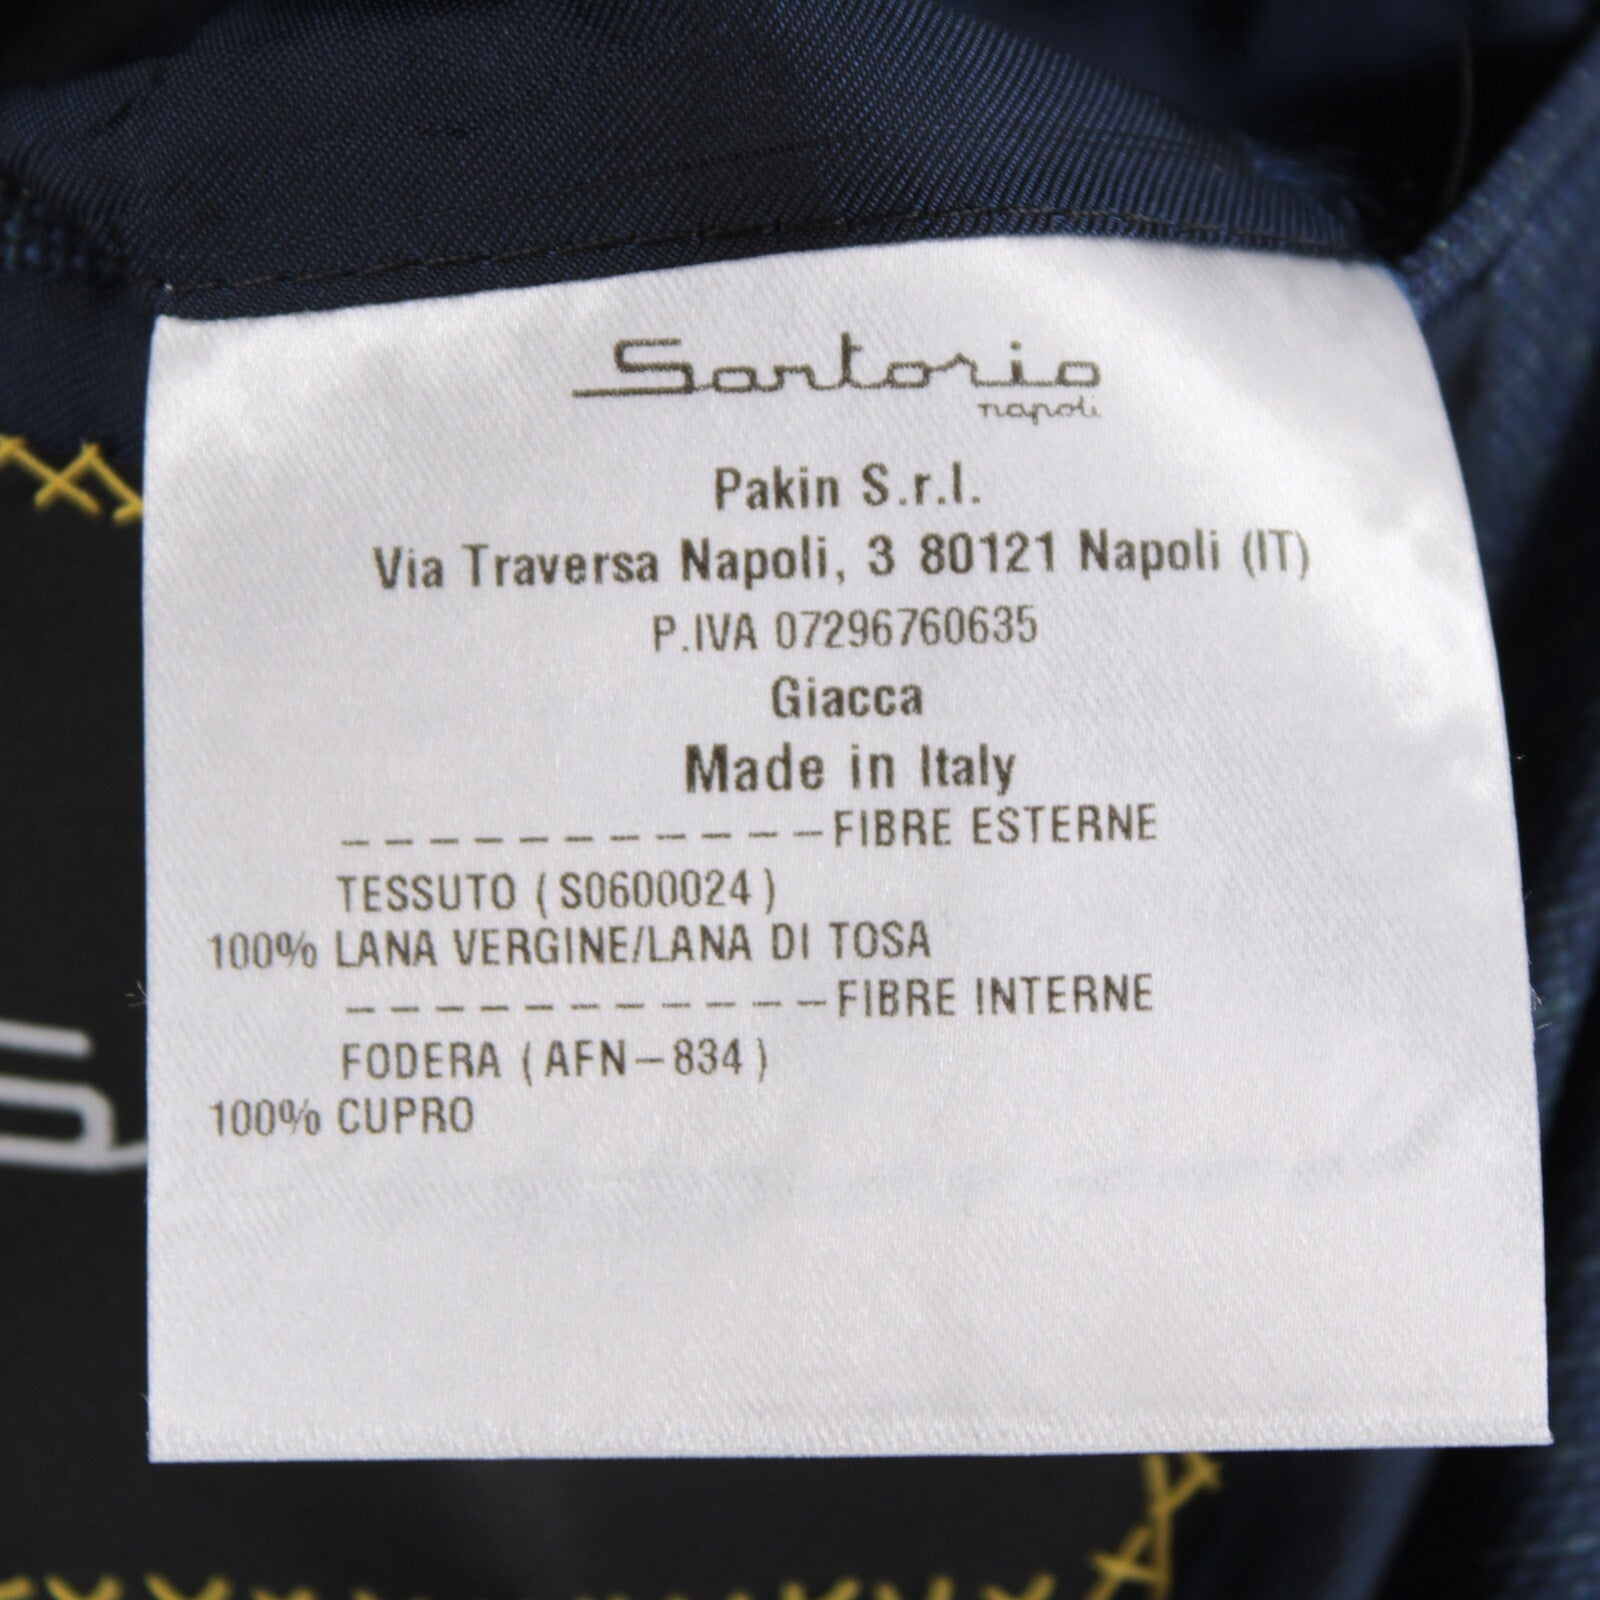 Sartorio
napoli
Pakin S.r.l.
Via Traversa Napoli, 3 80121 Napoli (IT)
P.IVA 07296760635
Giacca
Made in Italy
-----------FIBRE ESTERNE
TESSUTO (S0600024)
100% LANA VERGINE/LANA DI TOSA
-----------FIBRE INTERNE
FODERA (AFN-834)
100% CUPRO